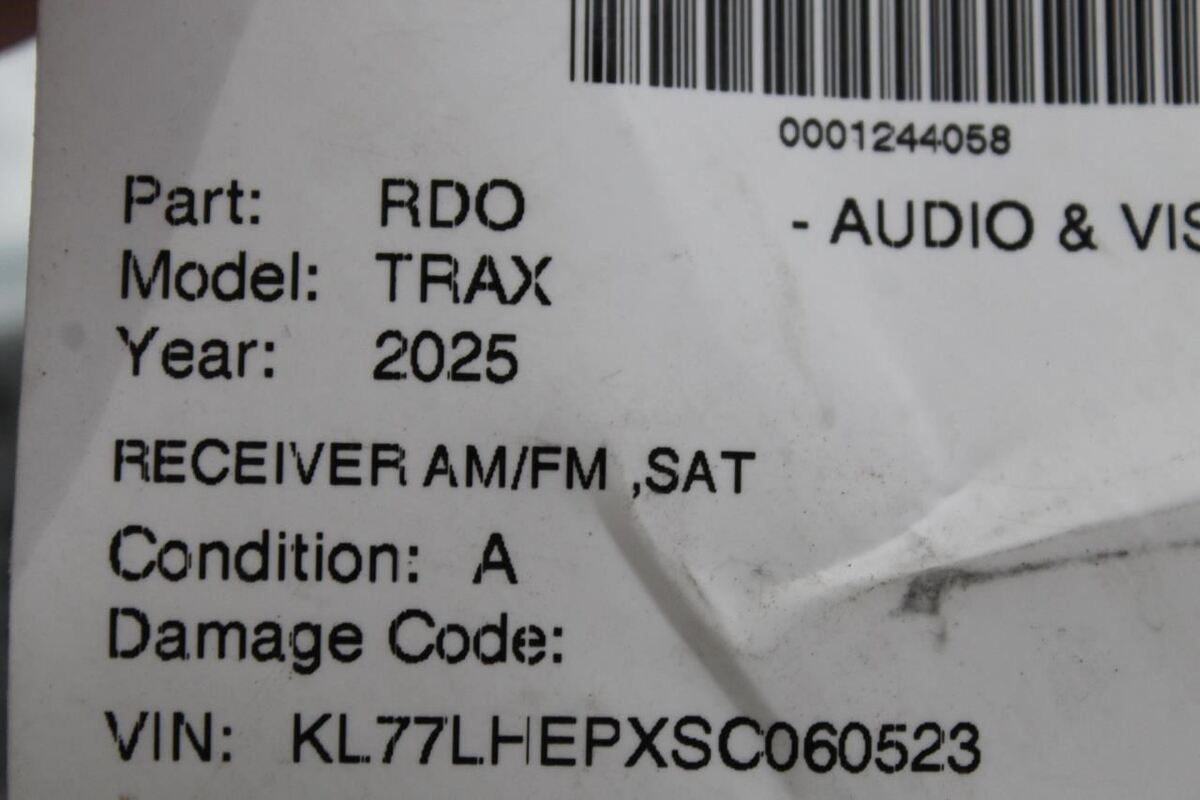 0001244058
Part: RDO - AUDIO & VIS
Model: TRAX
Year: 2025
RECEIVER AM/FM ,SAT
Condition: A
Damage Code:
VIN: KL77LHEPXSC060523